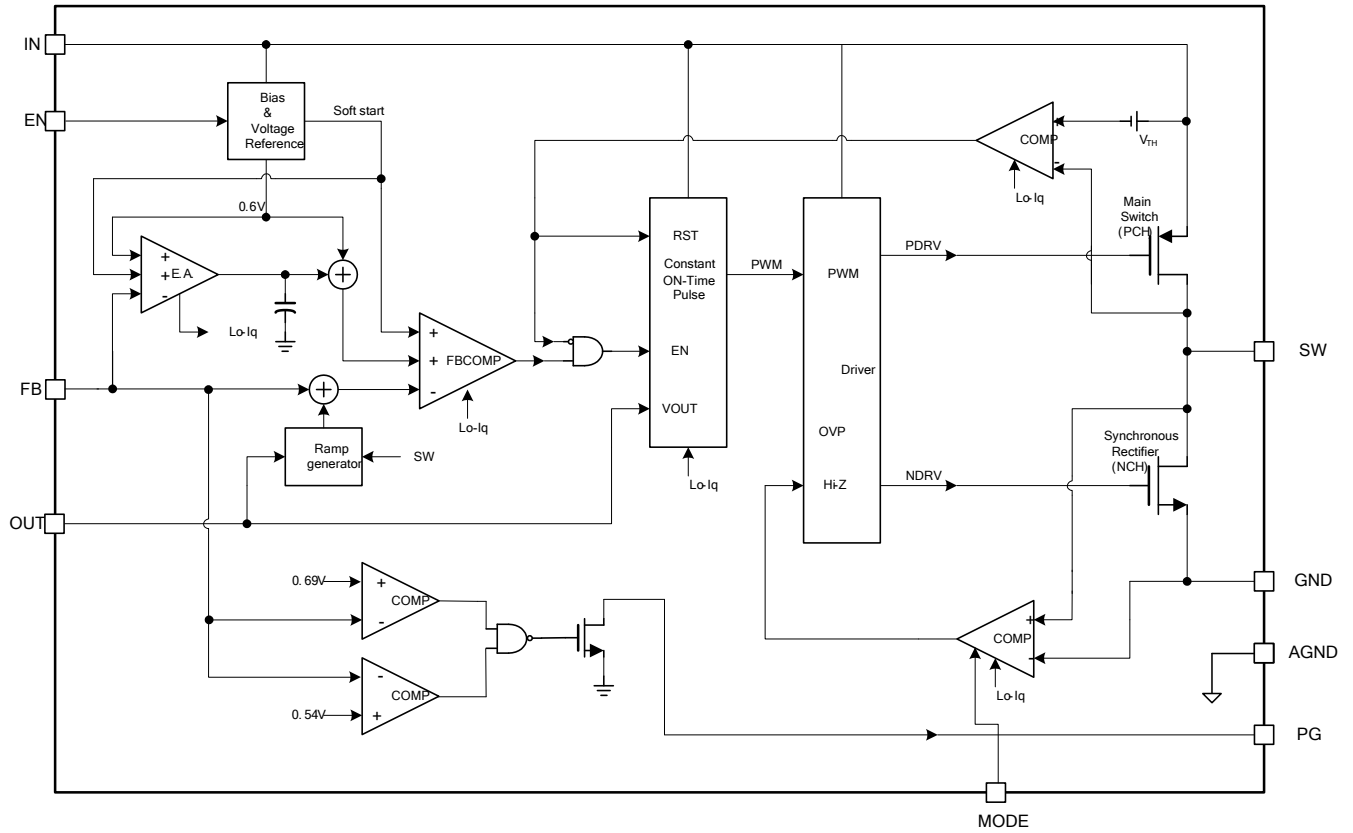 IN
EN
Bias
&
Voltage
Reference
Soft start
COMP
+
-
VTH
Lo-Iq
0.6V
+
+
-
E.A.
Lo-Iq
+
RST
Constant
ON-Time
Pulse
EN
VOUT
Lo-Iq
PWM
PWM
Driver
OVP
Hi-Z
PDRV
NDRV
Main
Switch
(PCH)
SW
+
+
-
FBCOMP
Lo-Iq
FB
+
Ramp
generator
SW
OUT
Synchronous
Rectifier
(NCH)
0.69V
+
-
COMP
-
+
COMP
0.54V
+
-
COMP
Lo-Iq
GND
AGND
PG
MODE